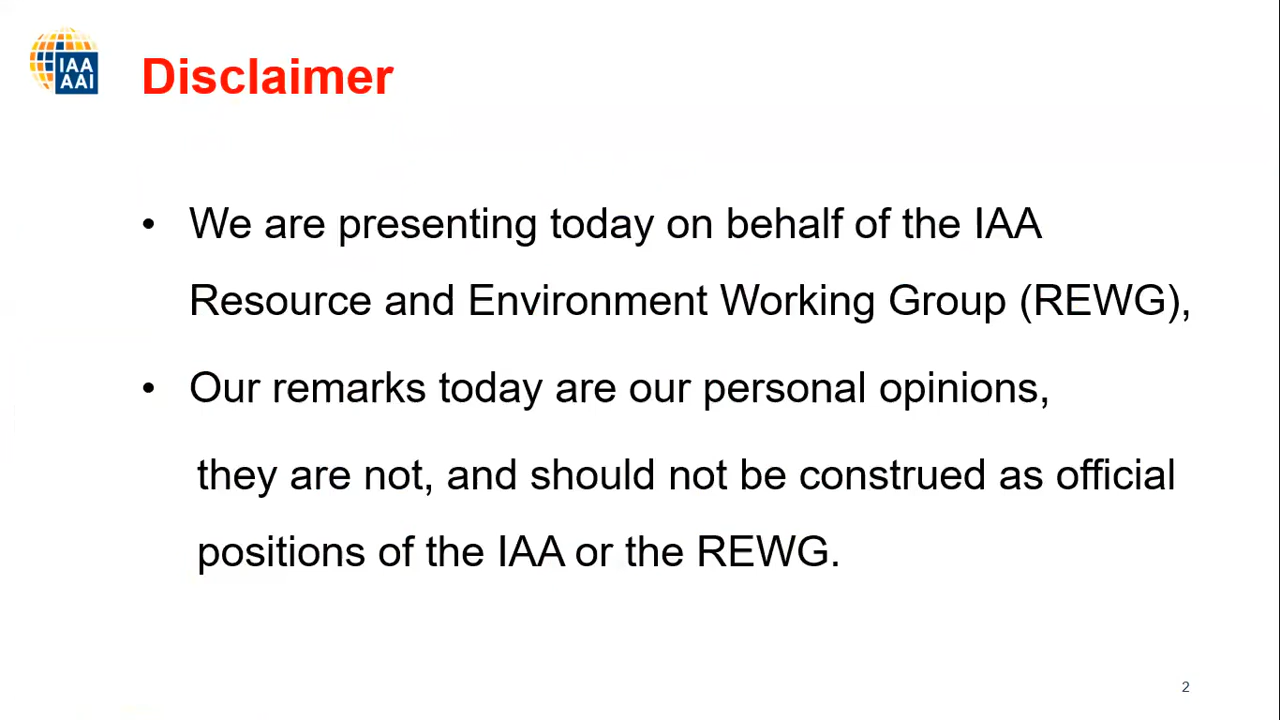 IAA
AAI
Disclaimer
• We are presenting today on behalf of the IAA
Resource and Environment Working Group (REWG),
• Our remarks today are our personal opinions,
they are not, and should not be construed as official
positions of the IAA or the REWG.
2